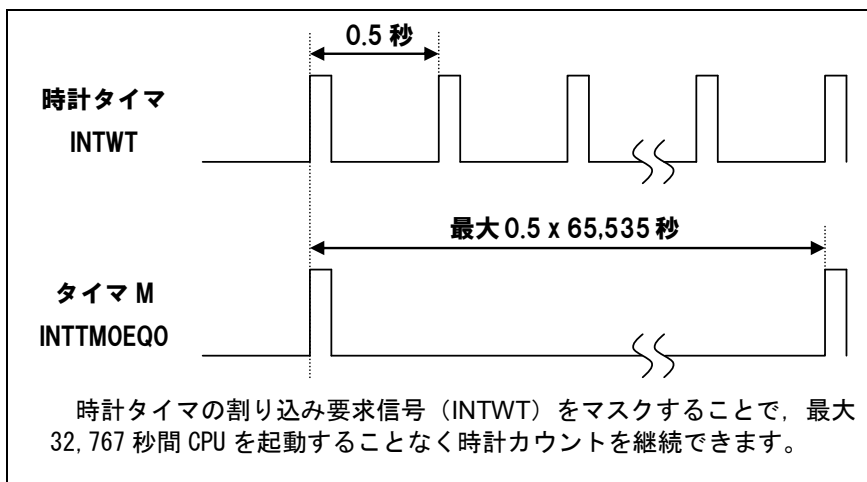 0.5 秒
時計タイマ
INTWT
最大 0.5 x 65,535 秒
タイマ M
INTTM0EQ0
時計タイマの割り込み要求信号（INTWT）をマスクすることで，最大
32,767 秒間 CPU を起動することなく時計カウントを継続できます。